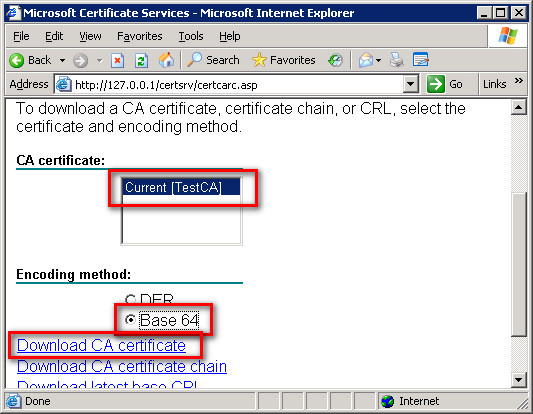 Microsoft Certificate Services - Microsoft Internet Explorer
File Edit View Favorites Tools Help
Back Search Favorites
Address http://127.0.0.1/certsrv/certcarc.asp Go Links »
To download a CA certificate, certificate chain, or CRL, select the
certificate and encoding method.
CA certificate:
Current [TestCA]
Encoding method:
DER
Base 64
Download CA certificate
Download CA certificate chain
Download latest base CRL
Done Internet